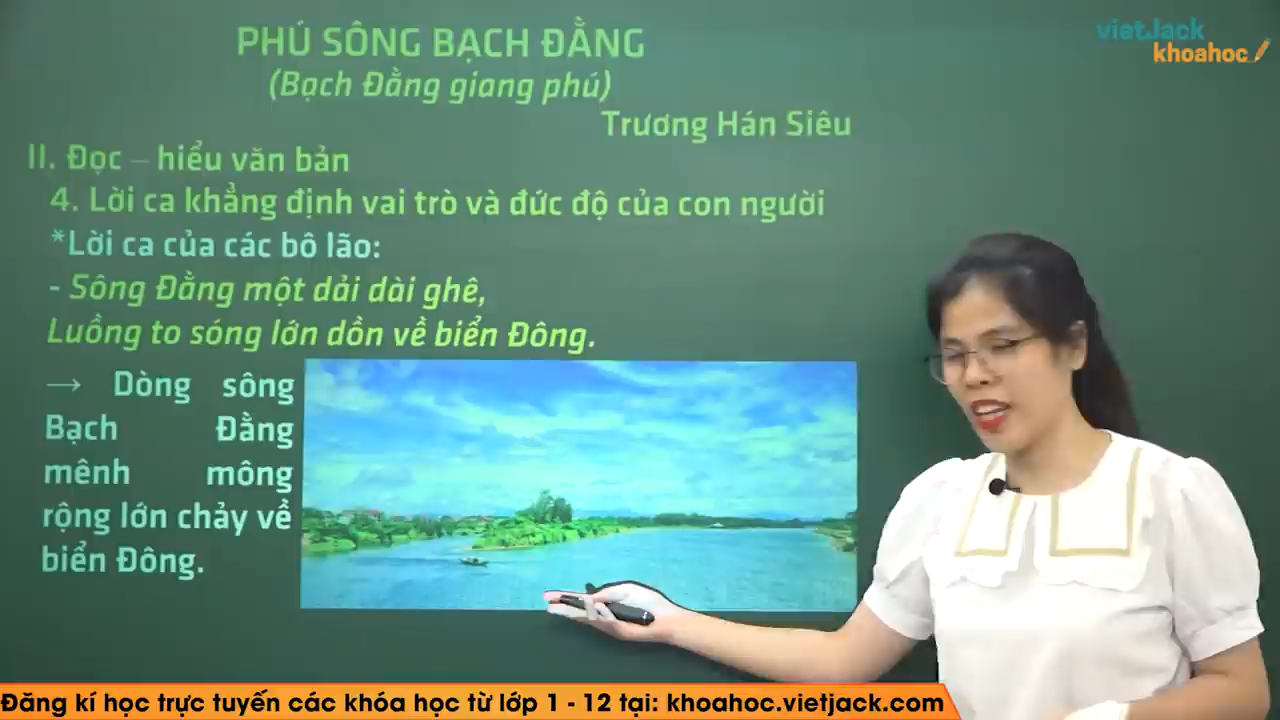 PHÚ SÔNG BẠCH ĐẰNG
(Bạch Đằng giang phú)
Trương Hán Siêu
II. Đọc – hiểu văn bản
4. Lời ca khẳng định vai trò và đức độ của con người
*Lời ca của các bô lão:
- Sông Đằng một dải dài ghê,
Luồng to sóng lớn dồn về biển Đông.
→ Dòng sông
Bạch Đằng
mênh mông
rộng lớn chảy về
biển Đông.
vietJack
khoahoc
Đăng kí học trực tuyến các khóa học từ lớp 1 - 12 tại: khoahoc.vietjack.com